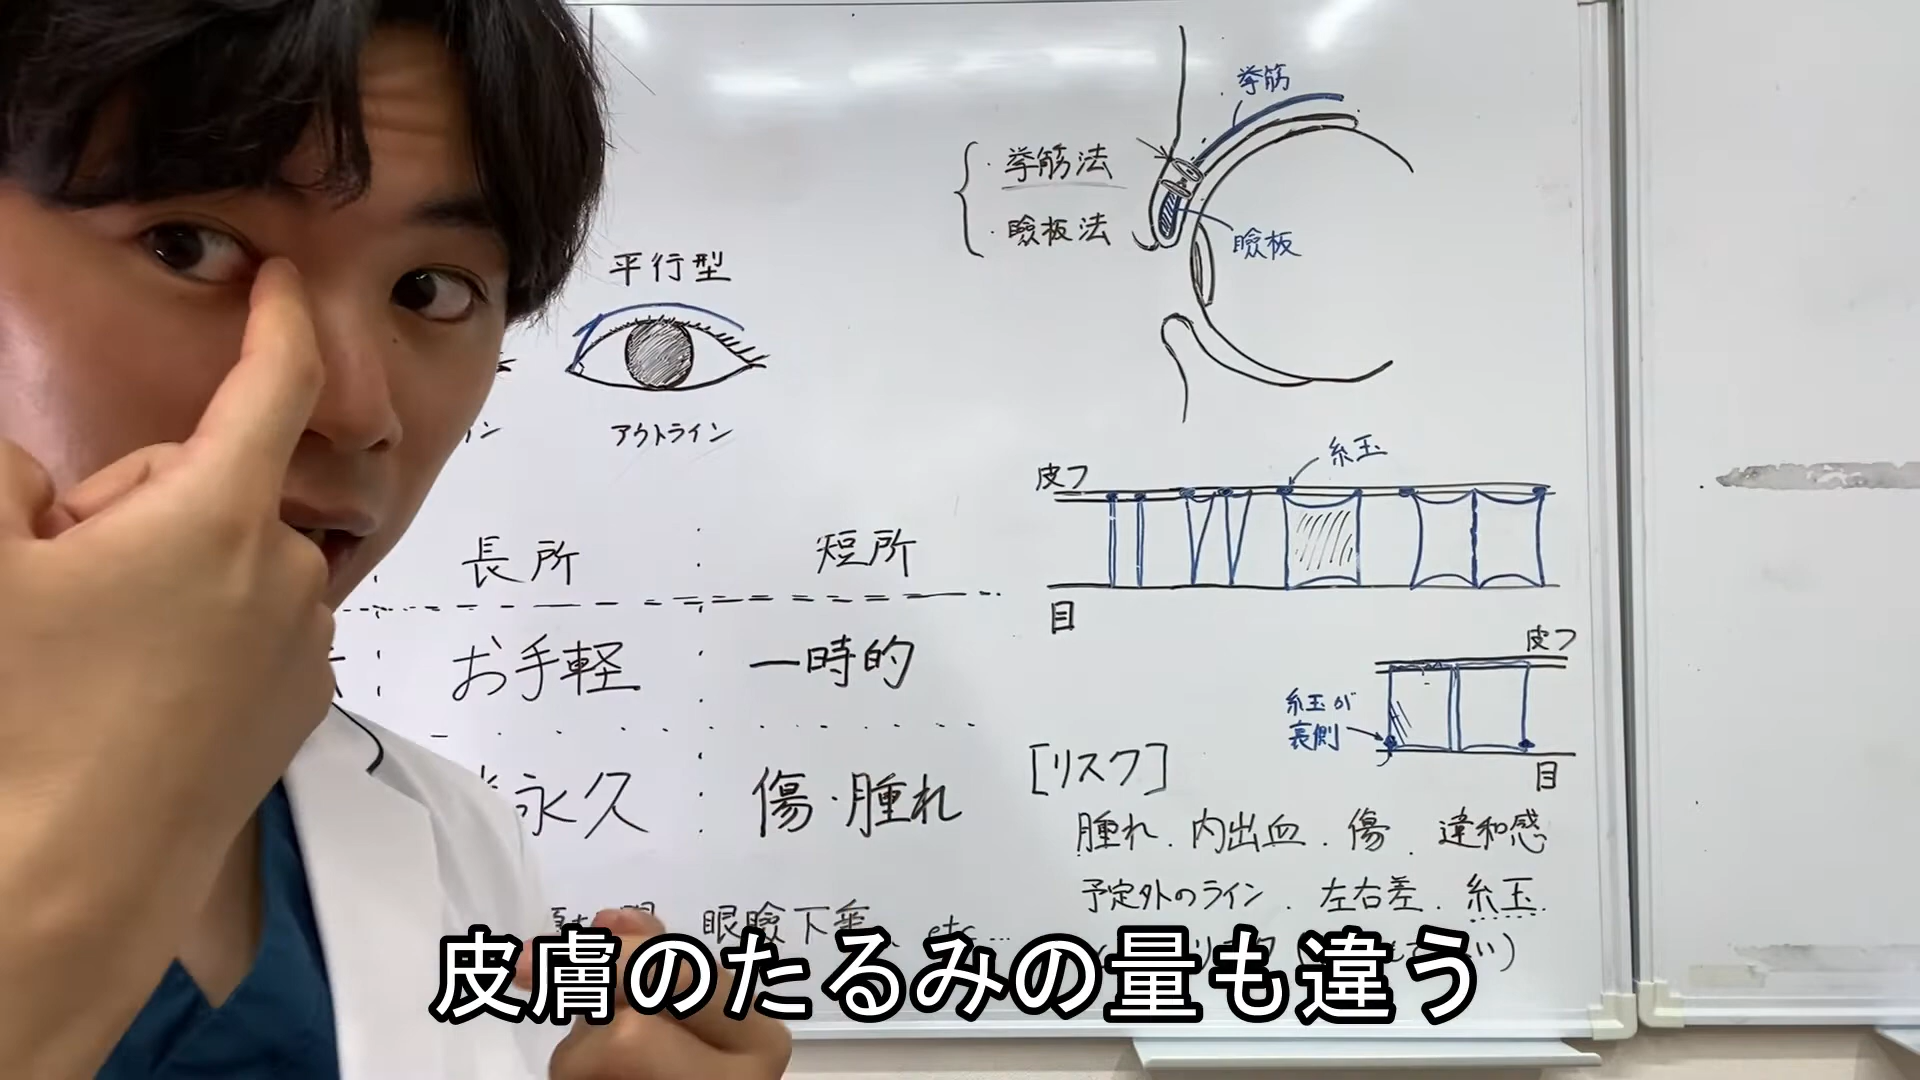 挙筋
挙筋法
瞼板法
瞼板
平行型
アウトライン
イン
糸玉
皮フ
目
長所
短所
お手軽
一時的
永久
傷・腫れ
皮フ
糸玉が
裏側
目
[リスク]
腫れ.内出血.傷.違和感
予定外のライン.左右差.糸玉.
眼瞼下垂、etc...
皮膚のたるみの量も違う